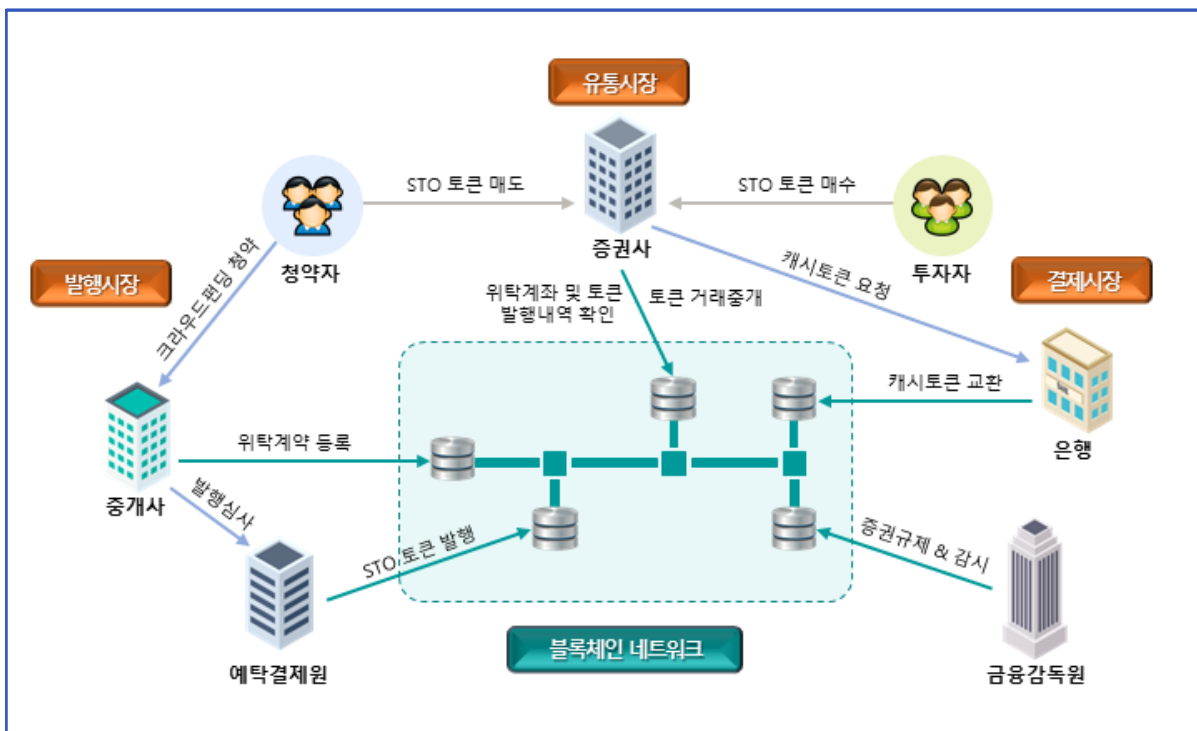 유통시장
STO 토큰 매도
STO 토큰 매수
증권사
청약자
투자자
발행시장
결제시장
크라우드펀딩 청약
위탁계좌 및 토큰
발행내역 확인
토큰 거래중개
캐시토큰 요청
캐시토큰 교환
은행
위탁계약 등록
중개사
발행심사
STO 토큰 발행
증권규제 & 감시
예탁결제원
블록체인 네트워크
금융감독원